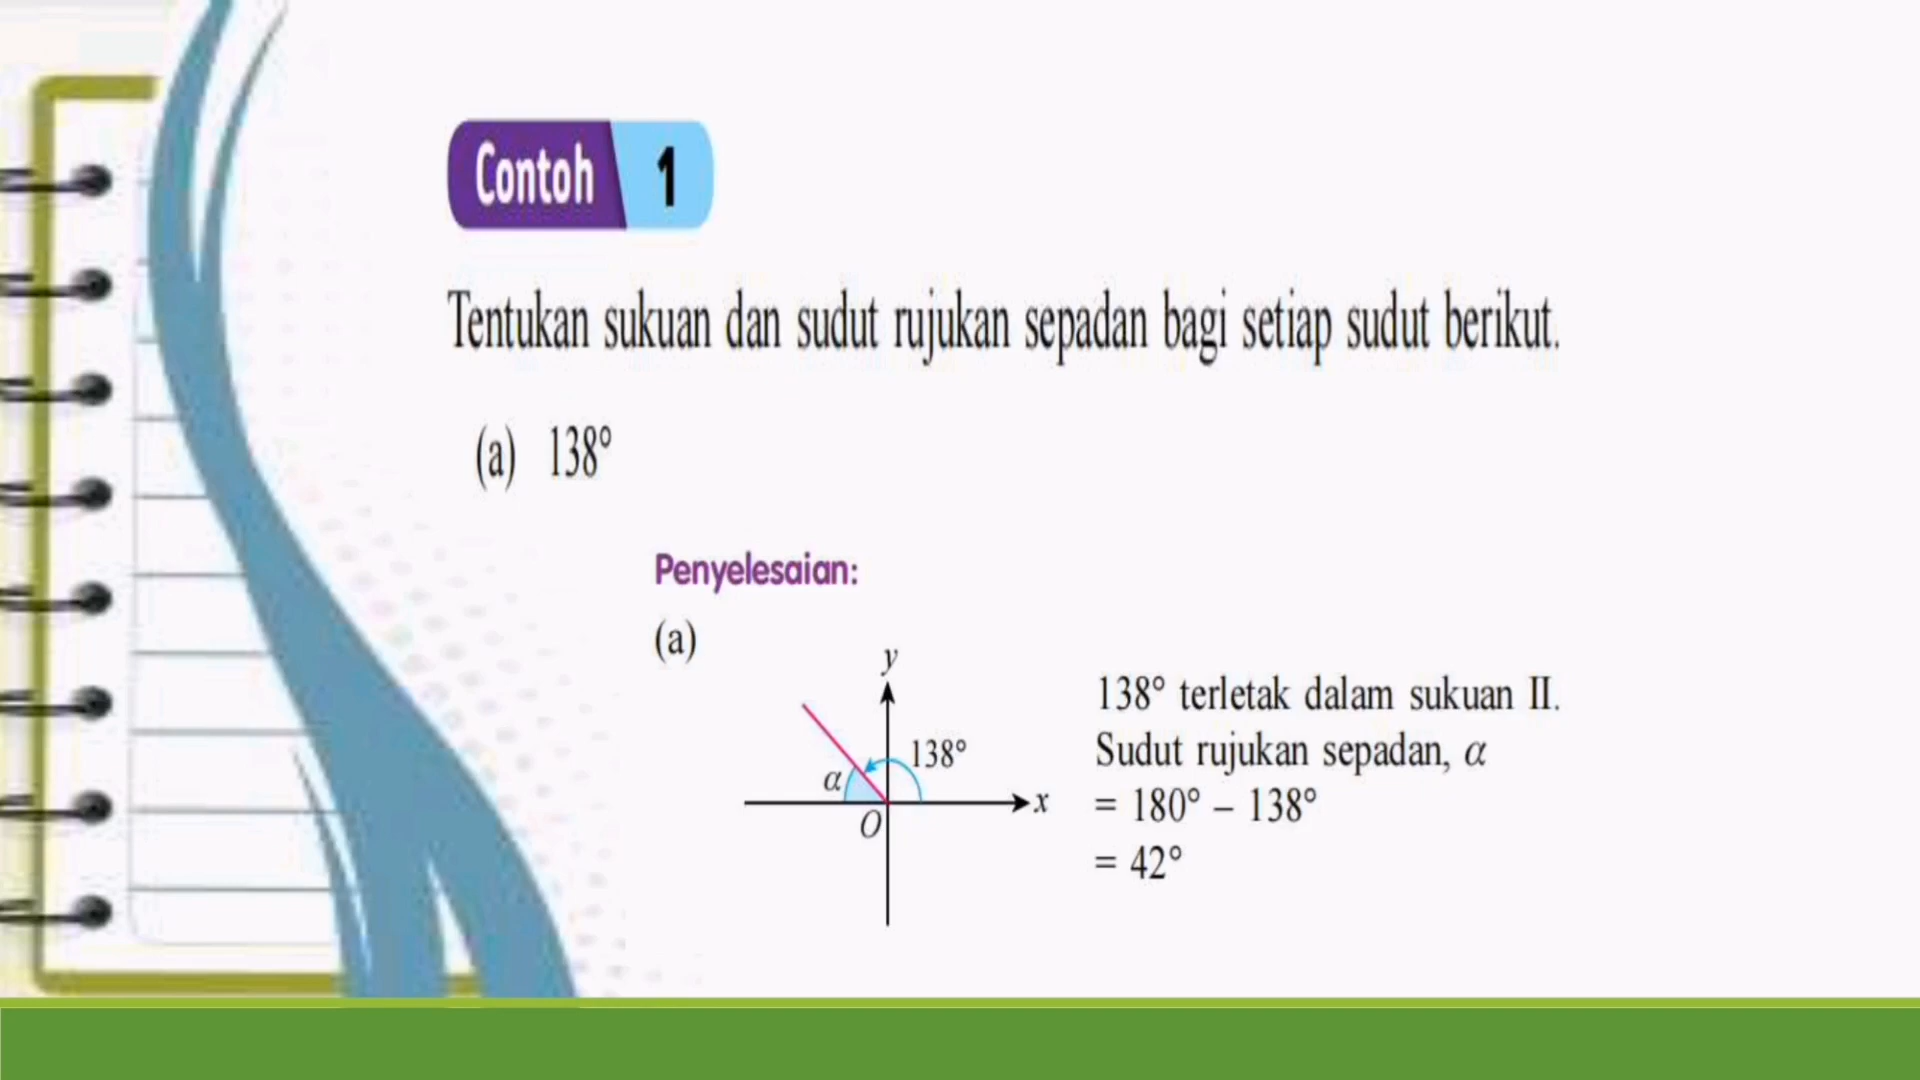 Contoh 1
Tentukan sukuan dan sudut rujukan sepadan bagi setiap sudut berikut.
(a) 138°
Penyelesaian:
(a)
y
138°
α
x
O
138° terletak dalam sukuan II.
Sudut rujukan sepadan, α
= 180° – 138°
= 42°